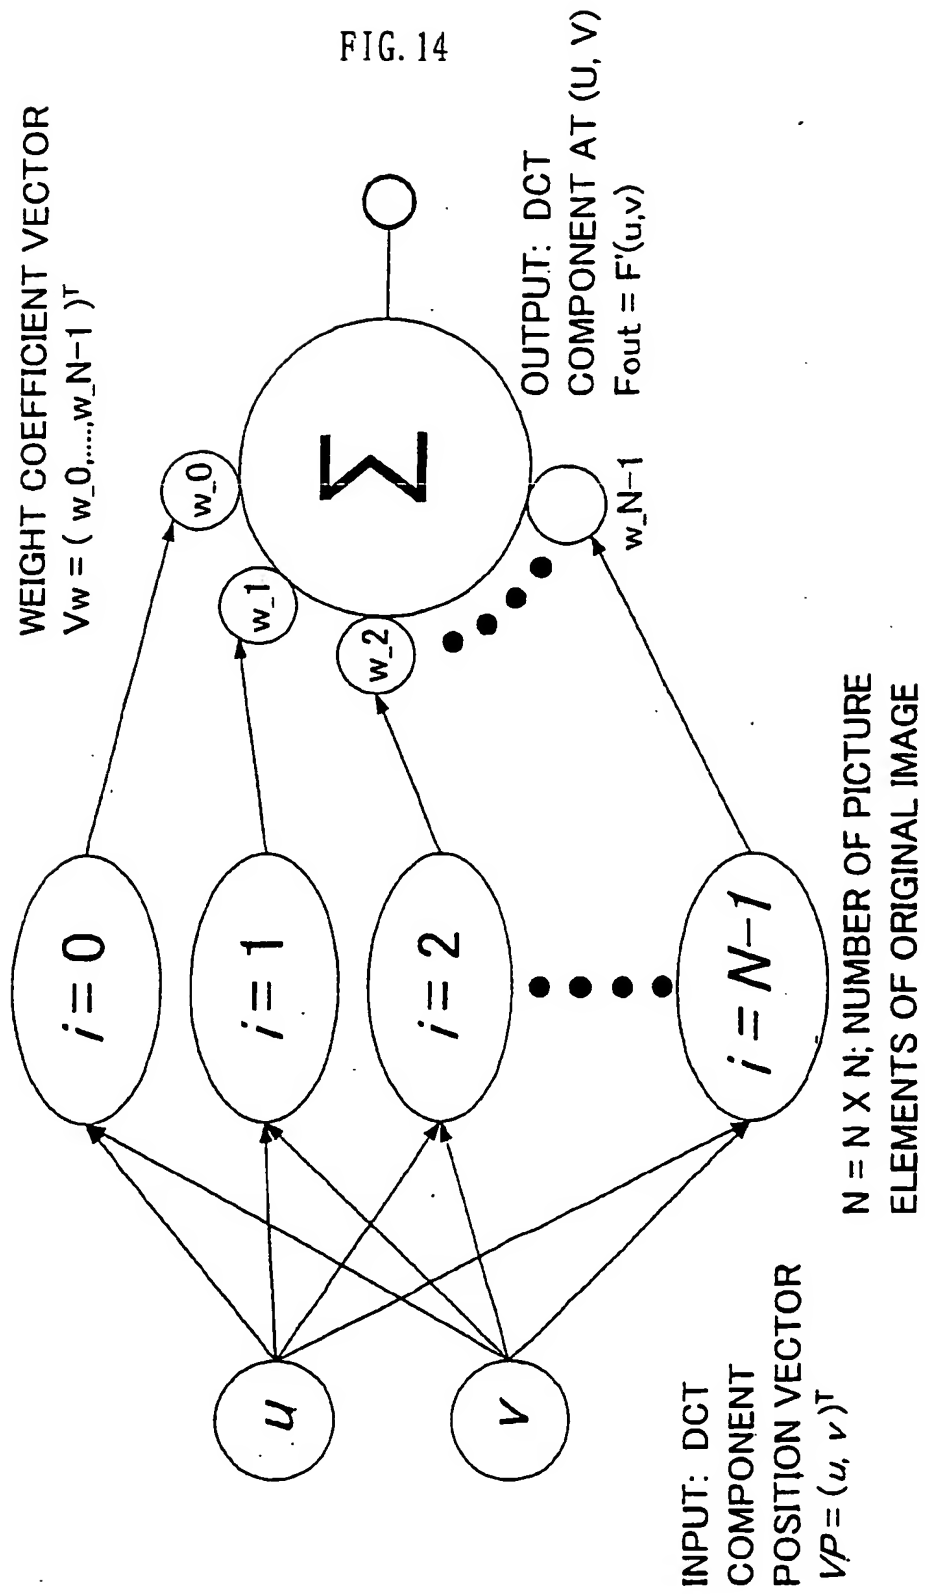 FIG. 14
WEIGHT COEFFICIENT VECTOR
Vw = ( w_0,....,w_N-1 )ᵀ
i = 0
i = 1
i = 2
i = N-1
w_0
w_1
w_2
w_N-1
Σ
u
v
OUTPUT: DCT
COMPONENT AT (U, V)
Fout = F'(u,v)
INPUT: DCT
COMPONENT
POSITION VECTOR
VP = (u, v)ᵀ
N = N X N; NUMBER OF PICTURE
ELEMENTS OF ORIGINAL IMAGE